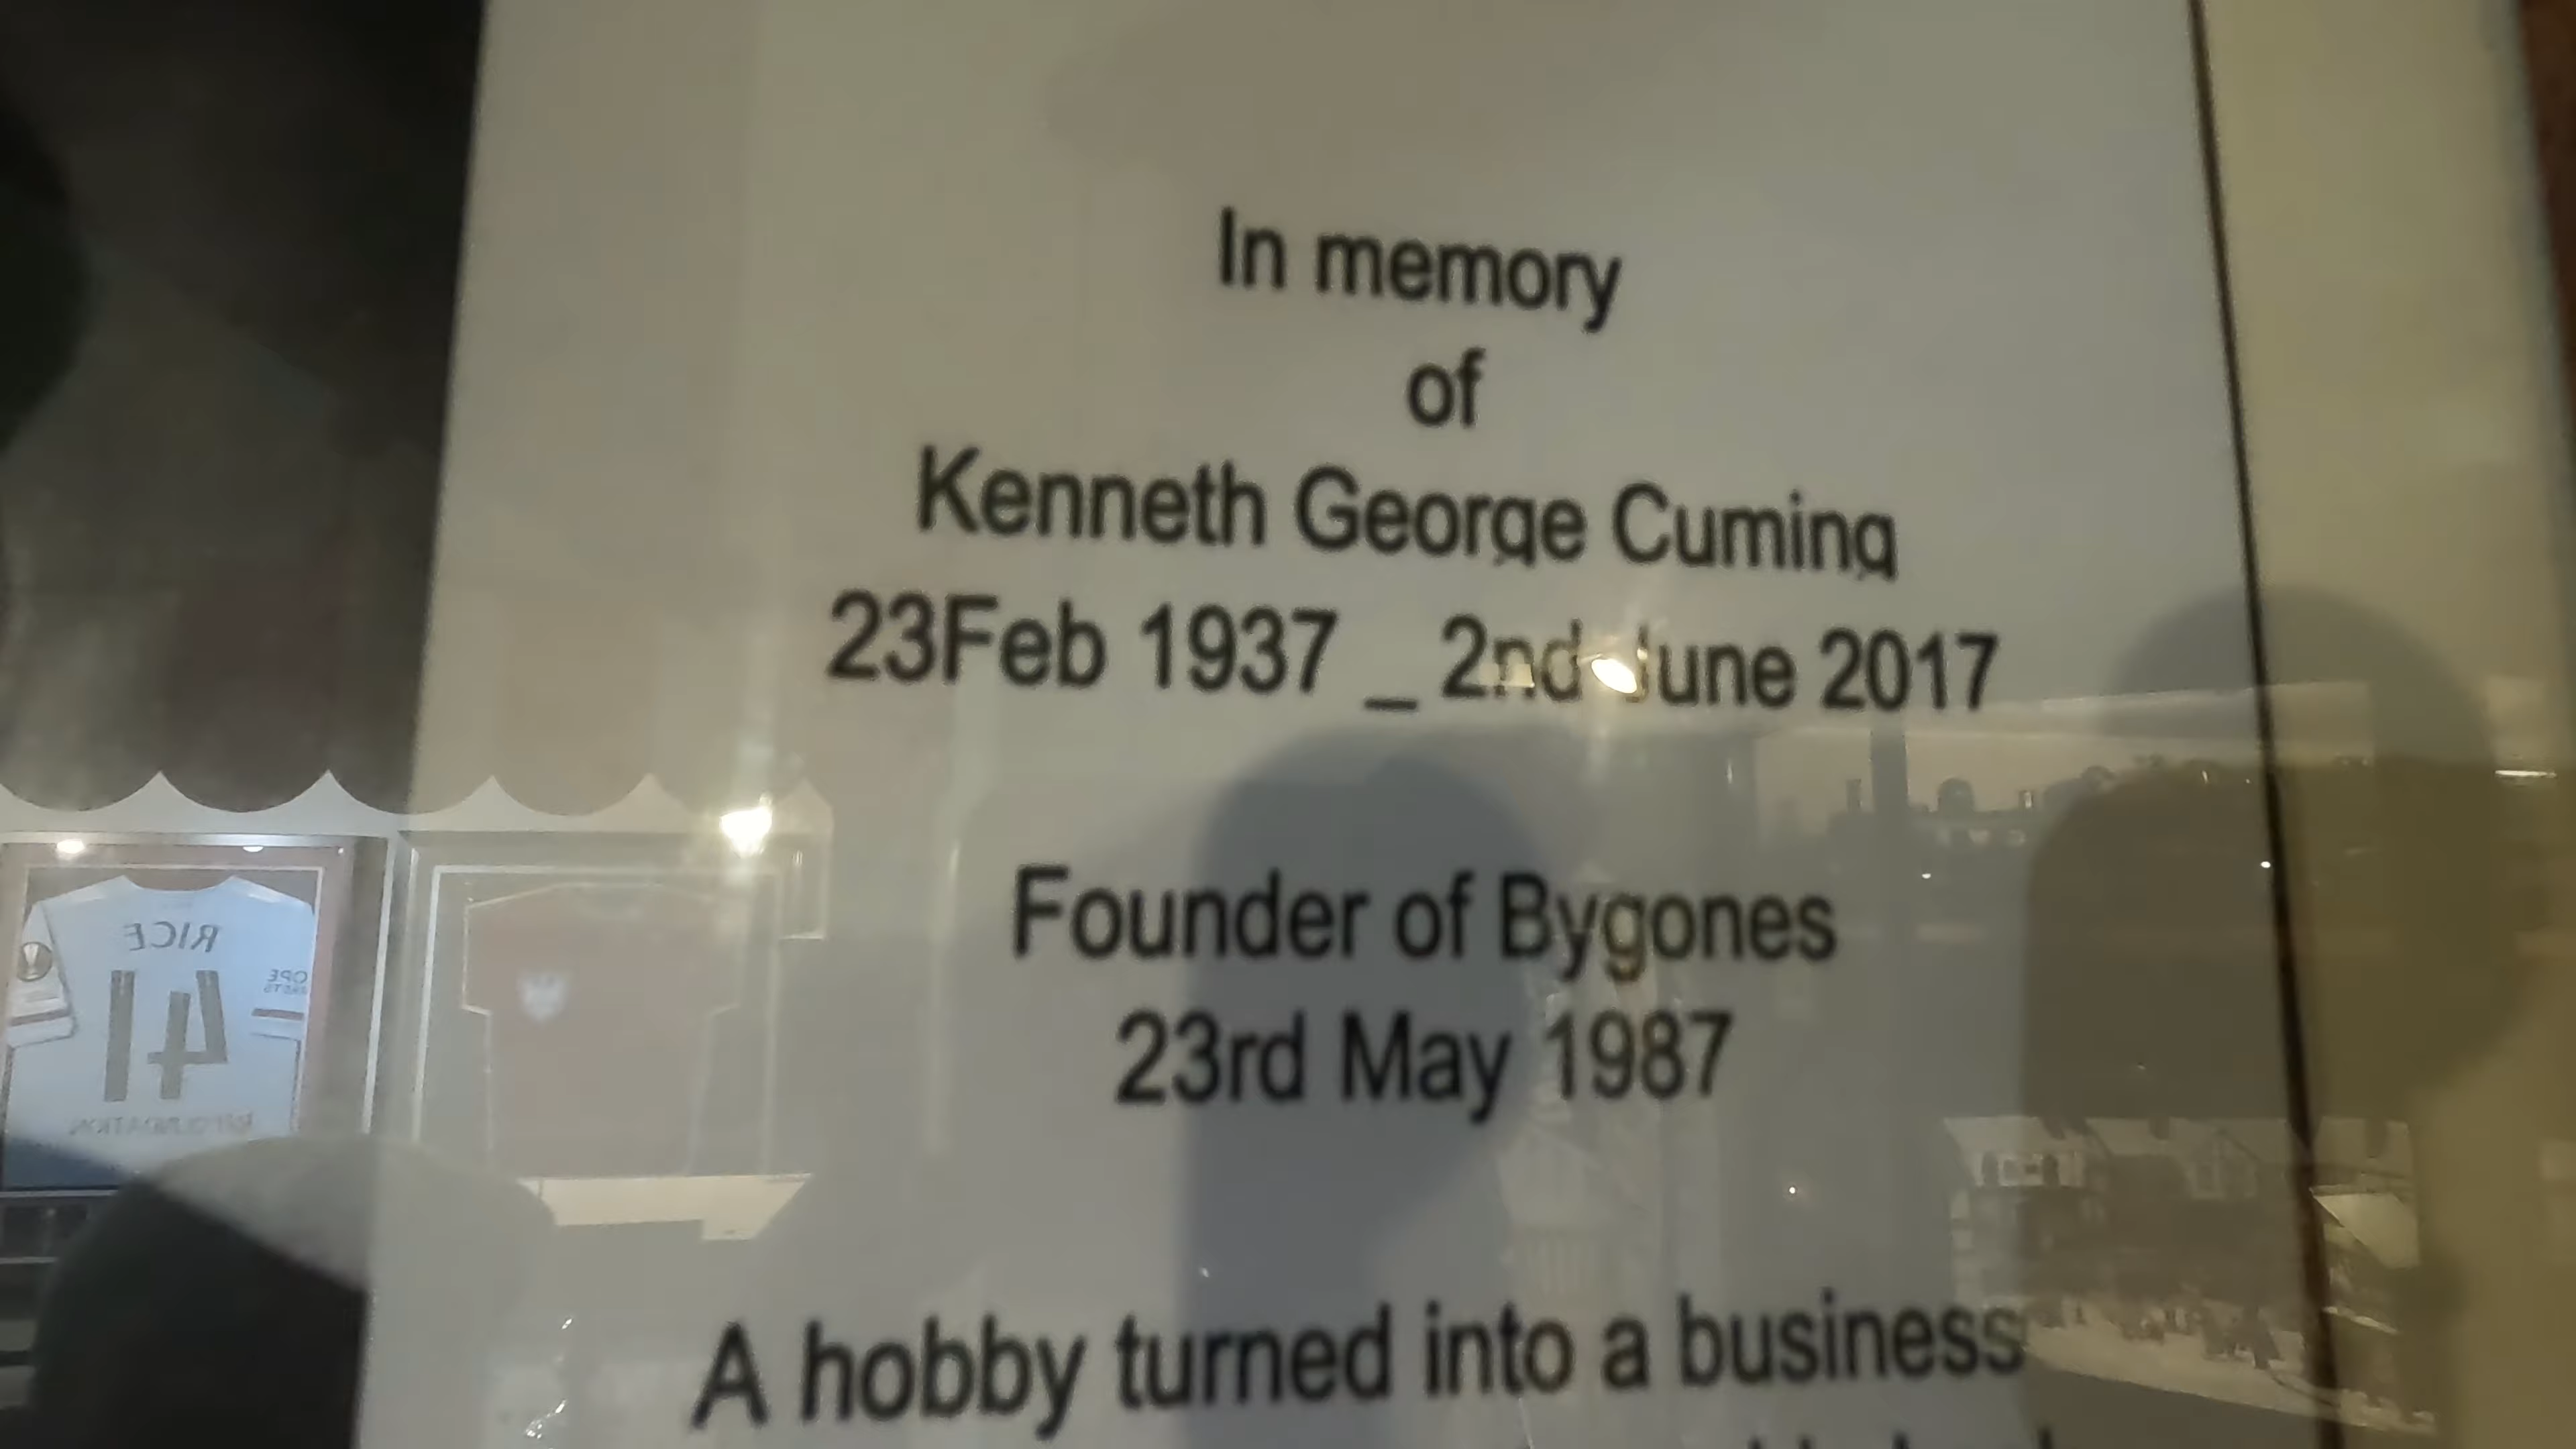 In memory
of
Kenneth George Cuming
23Feb 1937 _ 2nd June 2017
Founder of Bygones
23rd May 1987
A hobby turned into a business
RICE
41